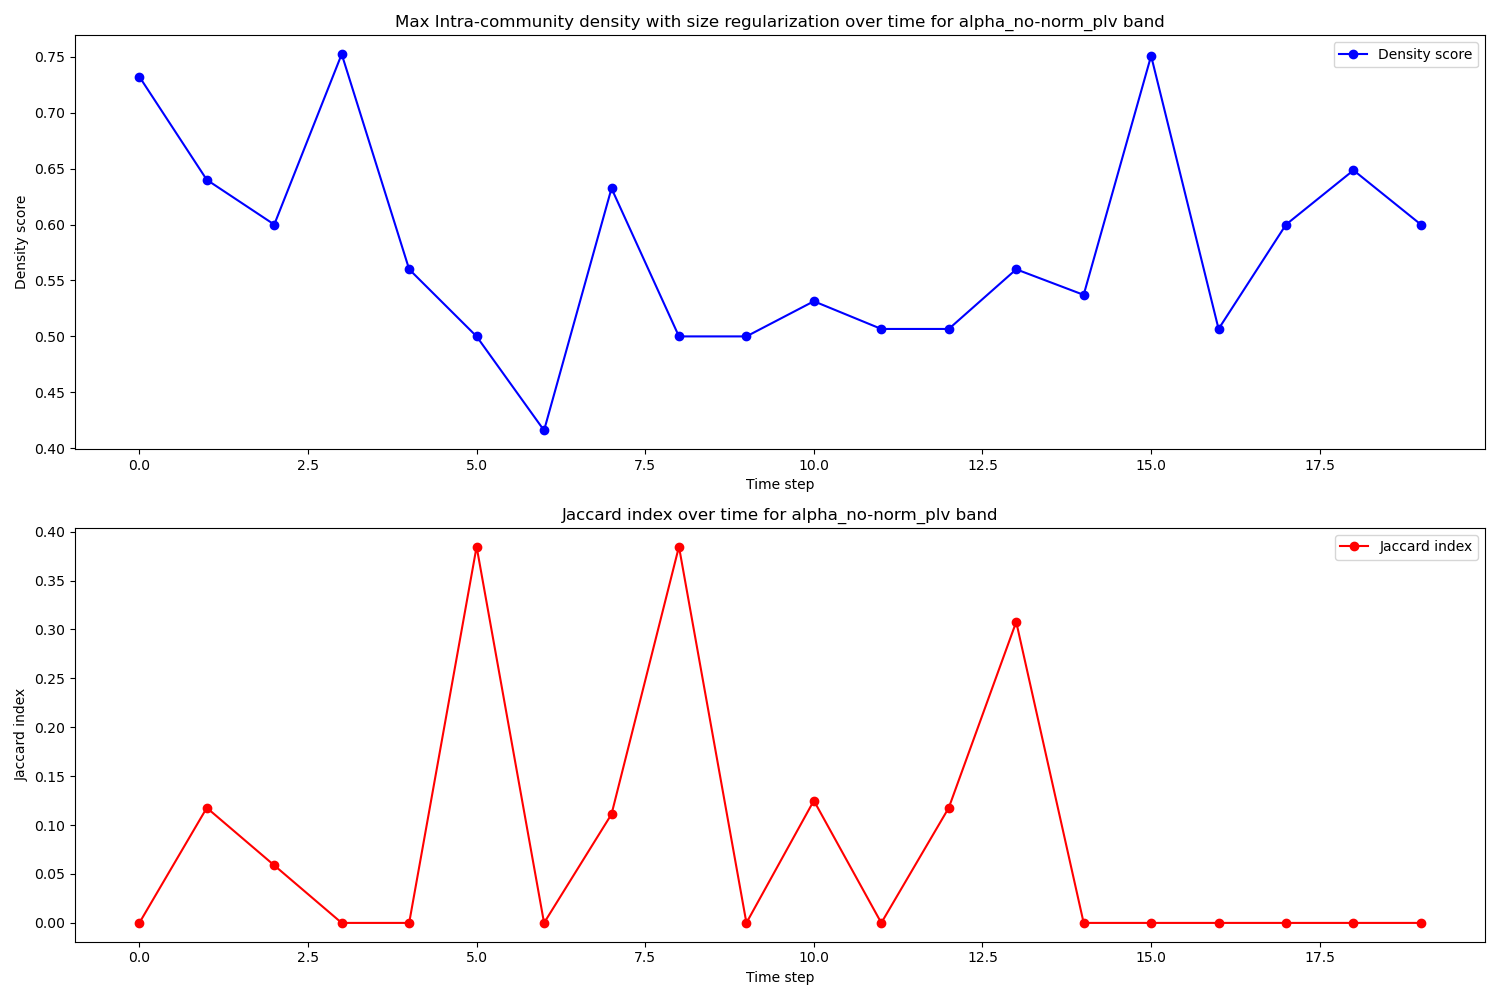 Max Intra-community density with size regularization over time for alpha_no-norm_plv band
Density score
0.75
0.70
0.65
0.60
0.55
0.50
0.45
0.40
Density score
0.0 2.5 5.0 7.5 10.0 12.5 15.0 17.5
Time step
Jaccard index over time for alpha_no-norm_plv band
Jaccard index
0.40
0.35
0.30
0.25
0.20
0.15
0.10
0.05
0.00
Jaccard index
0.0 2.5 5.0 7.5 10.0 12.5 15.0 17.5
Time step